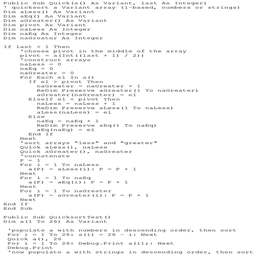 Public Sub Quick(a() As Variant, last As Integer)
' quicksort a Variant array (1-based, numbers or strings)
Dim aLess() As Variant
Dim aEq() As Variant
Dim aGreater() As Variant
Dim pivot As Variant
Dim naLess As Integer
Dim naEq As Integer
Dim naGreater As Integer
If last > 1 Then
'choose pivot in the middle of the array
pivot = a(Int((last + 1) / 2))
'construct arrays
naLess = 0
naEq = 0
naGreater = 0
For Each el In a()
If el > pivot Then
naGreater = naGreater + 1
ReDim Preserve aGreater(1 To naGreater)
aGreater(naGreater) = el
ElseIf el < pivot Then
naLess = naLess + 1
ReDim Preserve aLess(1 To naLess)
aLess(naLess) = el
Else
naEq = naEq + 1
ReDim Preserve aEq(1 To naEq)
aEq(naEq) = el
End If
Next
'sort arrays "less" and "greater"
Quick aLess(), naLess
Quick aGreater(), naGreater
'concatenate
P = 1
For i = 1 To naLess
a(P) = aLess(i): P = P + 1
Next
For i = 1 To naEq
a(P) = aEq(i): P = P + 1
Next
For i = 1 To naGreater
a(P) = aGreater(i): P = P + 1
Next
End If
End Sub
Public Sub QuicksortTest()
Dim a(1 To 26) As Variant
'populate a with numbers in descending order, then sort
For i = 1 To 26: a(i) = 26 - i: Next
Quick a(), 26
For i = 1 To 26: Debug.Print a(i);: Next
Debug.Print
'now populate a with strings in descending order, then sort